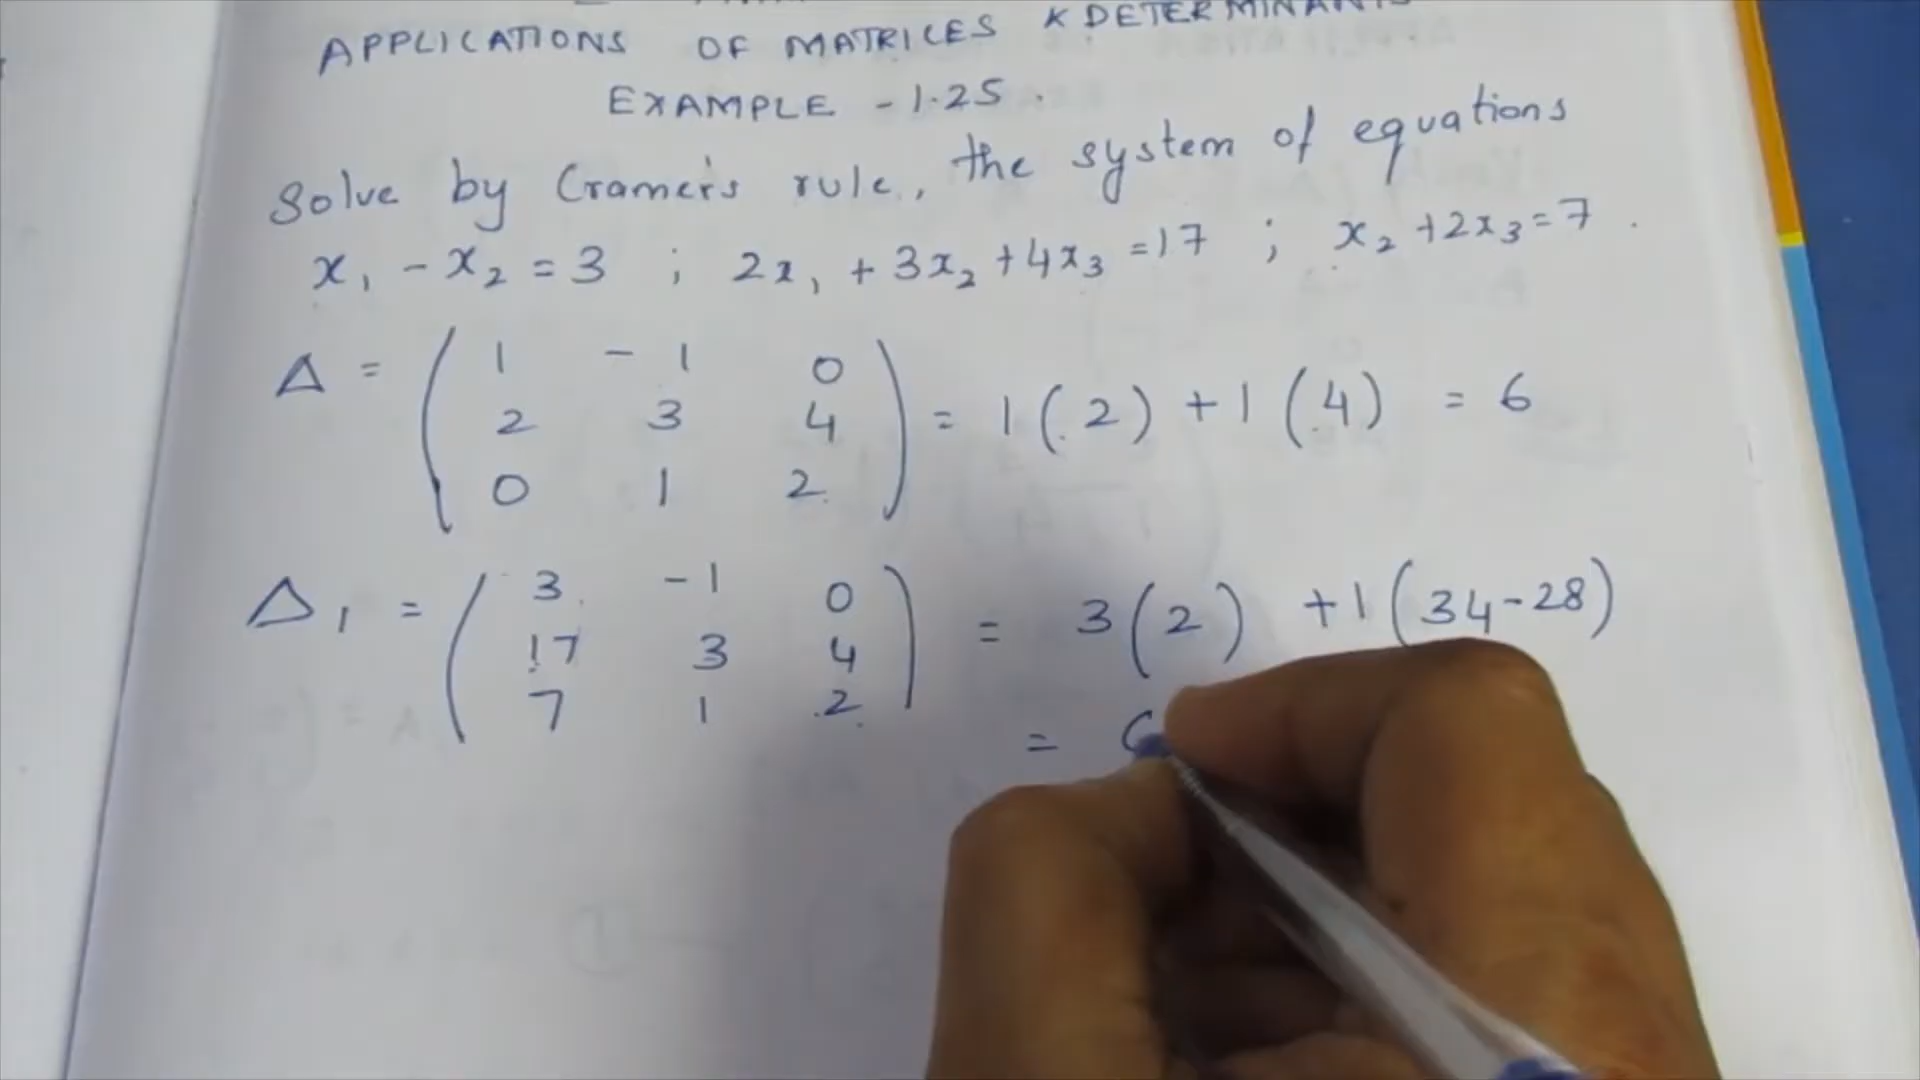 APPLICATIONS OF MATRICES & DETERMINANTS
EXAMPLE - 1.25.
Solve by Cramer's rule, the system of equations
x₁ - x₂ = 3 ; 2x₁ + 3x₂ + 4x₃ = 17 ; x₂ + 2x₃ = 7.
Δ = ( 1 -1 0 = 1(2) + 1(4) = 6
2 3 4
0 1 2 )
Δ₁ = ( 3 -1 0 = 3(2) + 1(34-28)
17 3 4
7 1 2 )
=